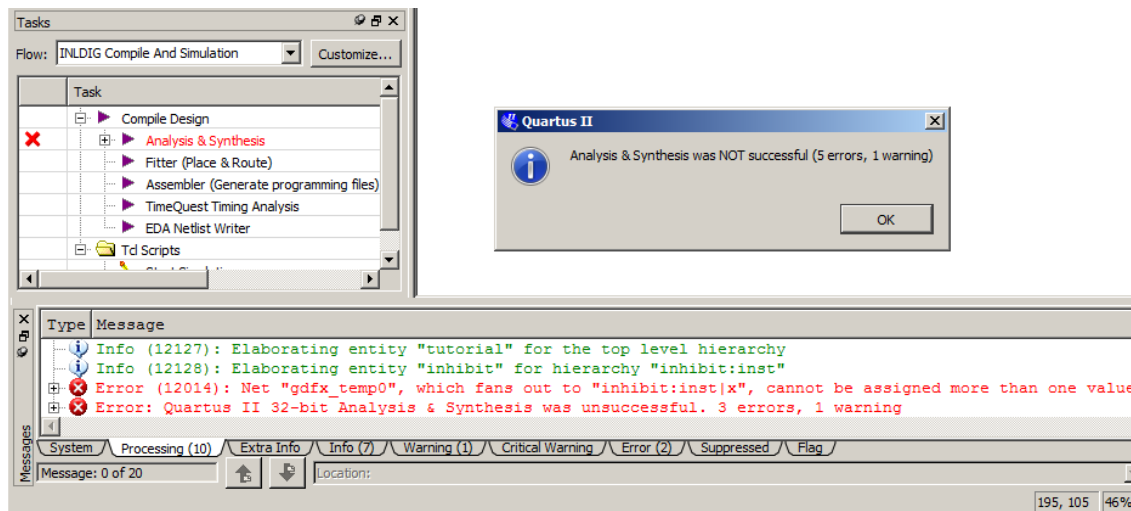 Tasks
Flow: INLDIG Compile And Simulation Customize...
Task
Compile Design
Analysis & Synthesis
Fitter (Place & Route)
Assembler (Generate programming files)
TimeQuest Timing Analysis
EDA Netlist Writer
Tcl Scripts
Quartus II
Analysis & Synthesis was NOT successful (5 errors, 1 warning)
OK
Type Message
Info (12127): Elaborating entity "tutorial" for the top level hierarchy
Info (12128): Elaborating entity "inhibit" for hierarchy "inhibit:inst"
Error (12014): Net "gdfx_temp0", which fans out to "inhibit:inst|x", cannot be assigned more than one value
Error: Quartus II 32-bit Analysis & Synthesis was unsuccessful. 3 errors, 1 warning
Messages
System Processing (10) Extra Info Info (7) Warning (1) Critical Warning Error (2) Suppressed Flag
Message: 0 of 20 Location:
195, 105 46%